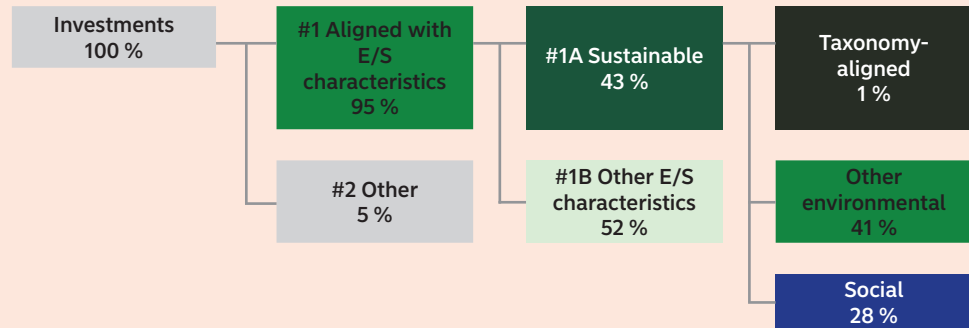 Investments
100 %
#1 Aligned with
E/S
characteristics
95 %
#2 Other
5 %
#1A Sustainable
43 %
#1B Other E/S
characteristics
52 %
Taxonomy-
aligned
1 %
Other
environmental
41 %
Social
28 %